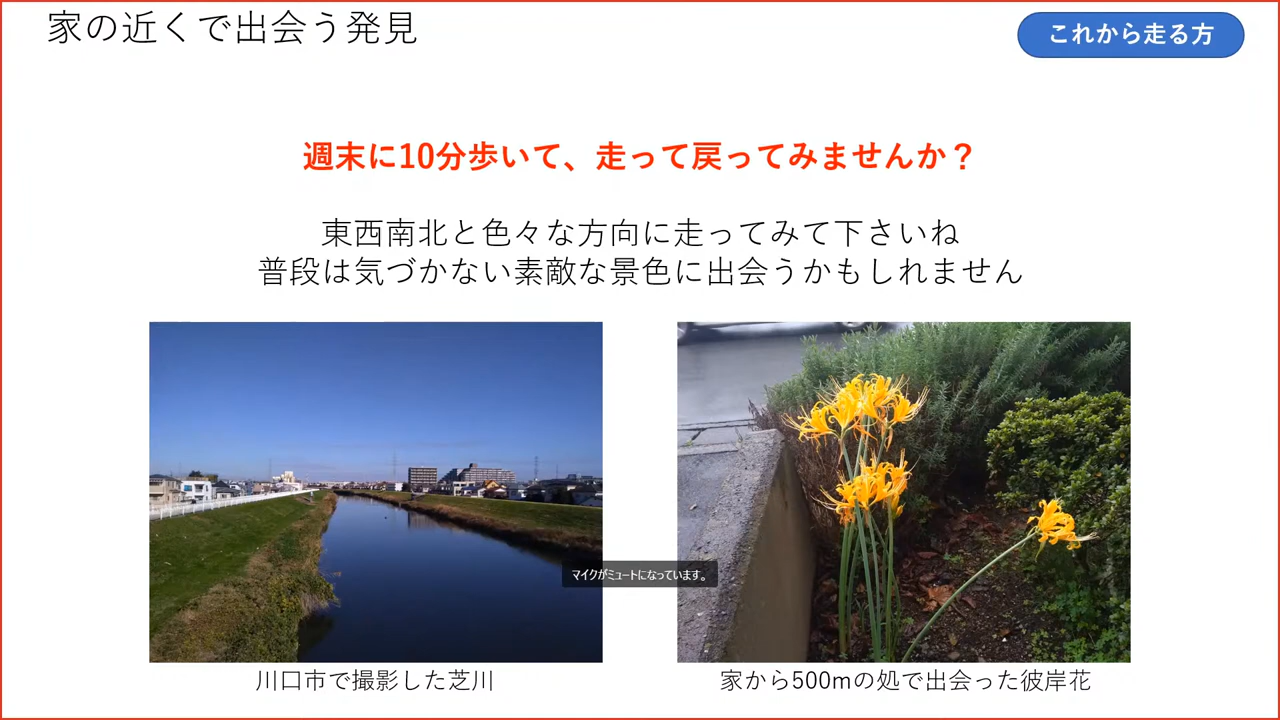 家の近くで出会う発見
これから走る方
週末に10分歩いて、走って戻ってみませんか？
東西南北と色々な方向に走ってみて下さいね
普段は気づかない素敵な景色に出会うかもしれません
マイクがミュートになっています。
川口市で撮影した芝川
家から500mの処で出会った彼岸花